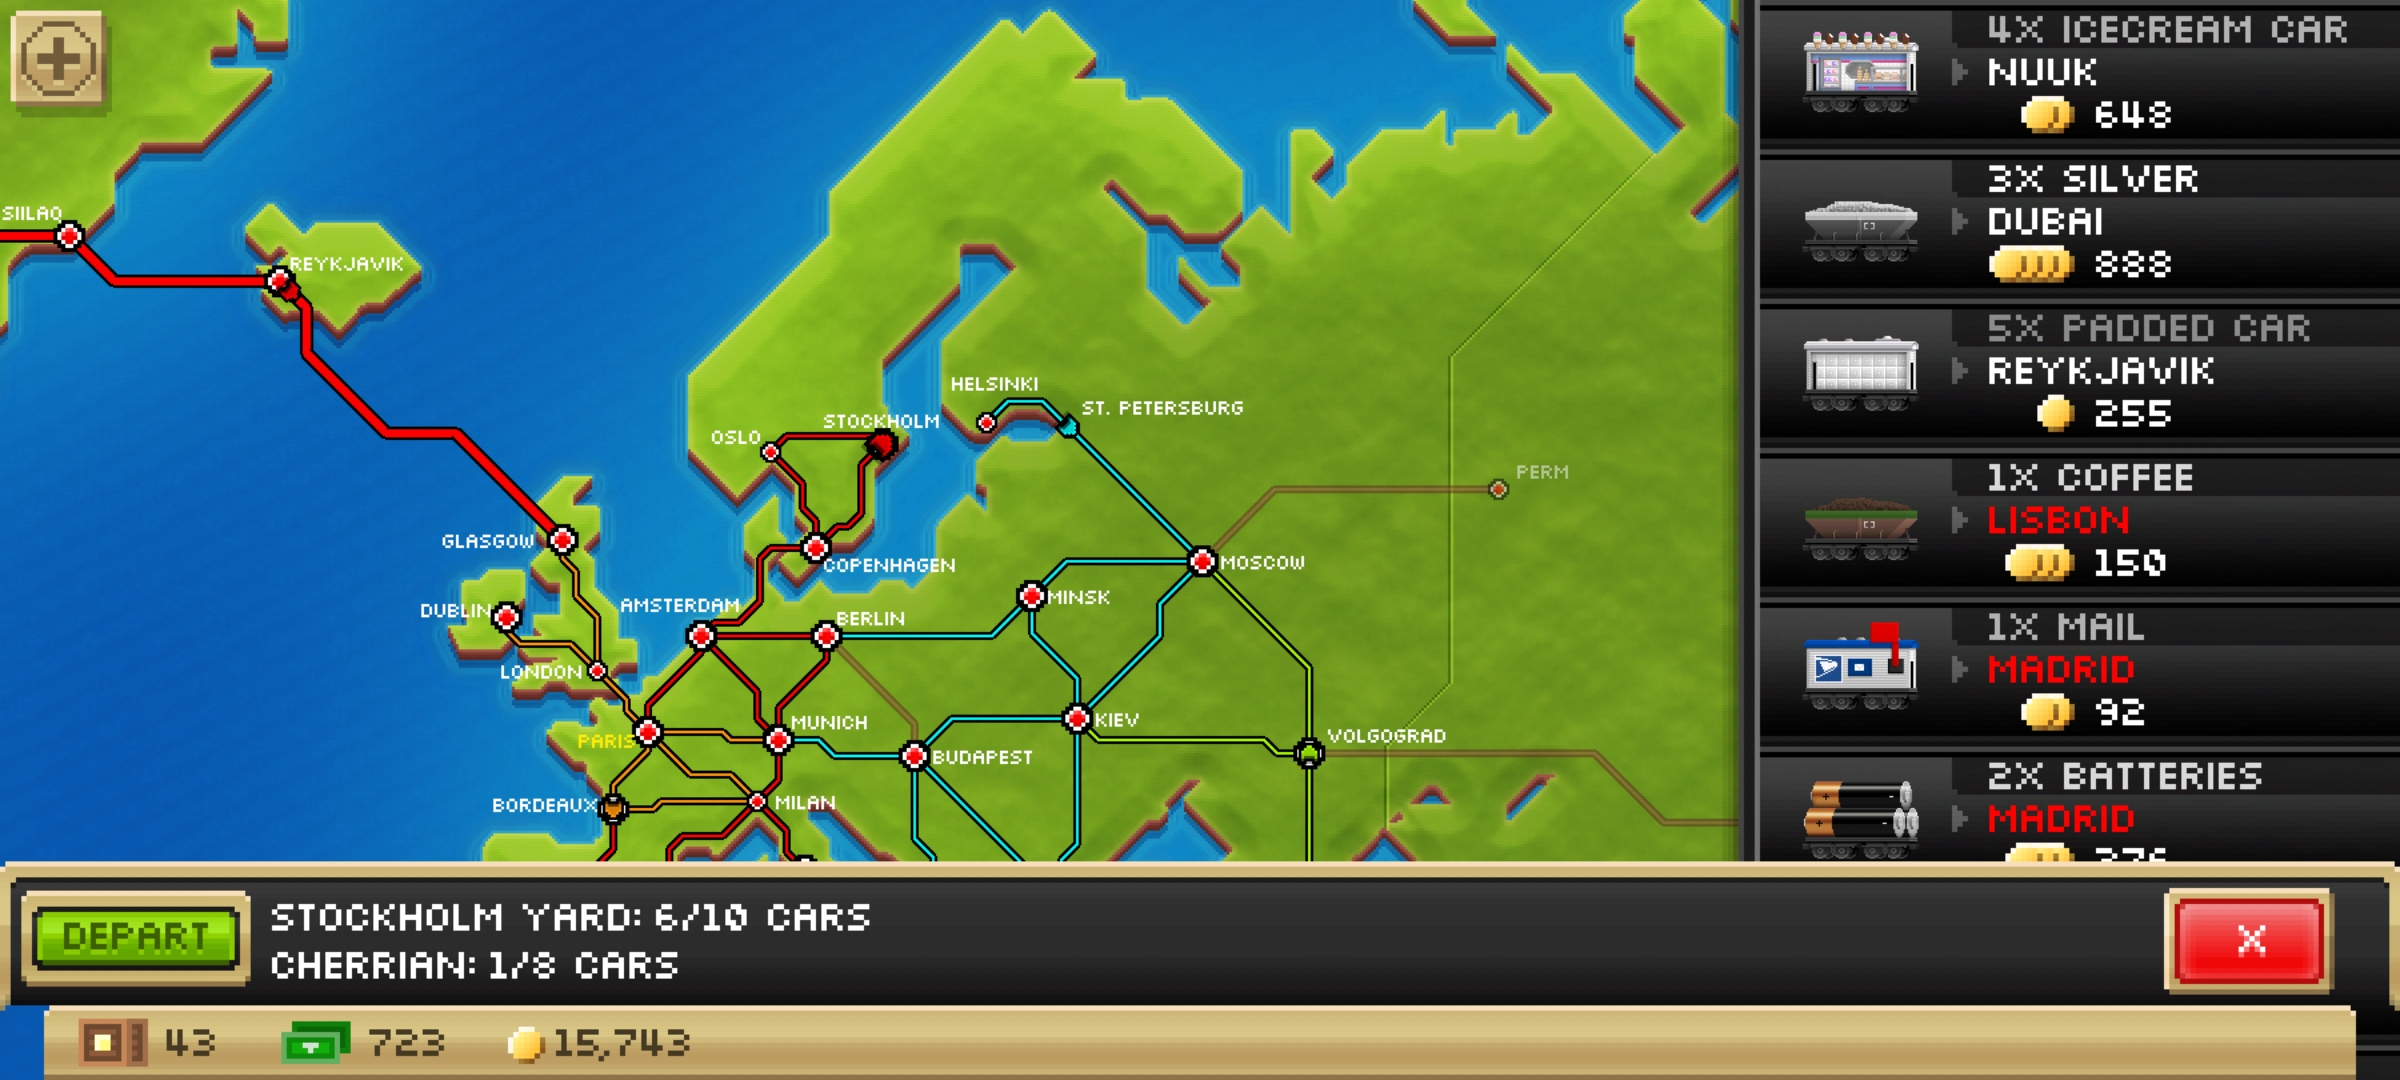 4X ICECREAM CAR
NUUK
648
3X SILVER
DUBAI
888
5X PADDED CAR
REYKJAVIK
255
1X COFFEE
LISBON
150
1X MAIL
MADRID
92
2X BATTERIES
MADRID
SIILAQ
REYKJAVIK
HELSINKI
ST. PETERSBURG
STOCKHOLM
OSLO
PERM
GLASGOW
COPENHAGEN
MOSCOW
MINSK
DUBLIN
AMSTERDAM
BERLIN
LONDON
MUNICH
KIEV
PARIS
VOLGOGRAD
BUDAPEST
BORDEAUX
MILAN
DEPART
STOCKHOLM YARD: 6/10 CARS
CHERRIAN: 1/8 CARS
X
43
723
15,743